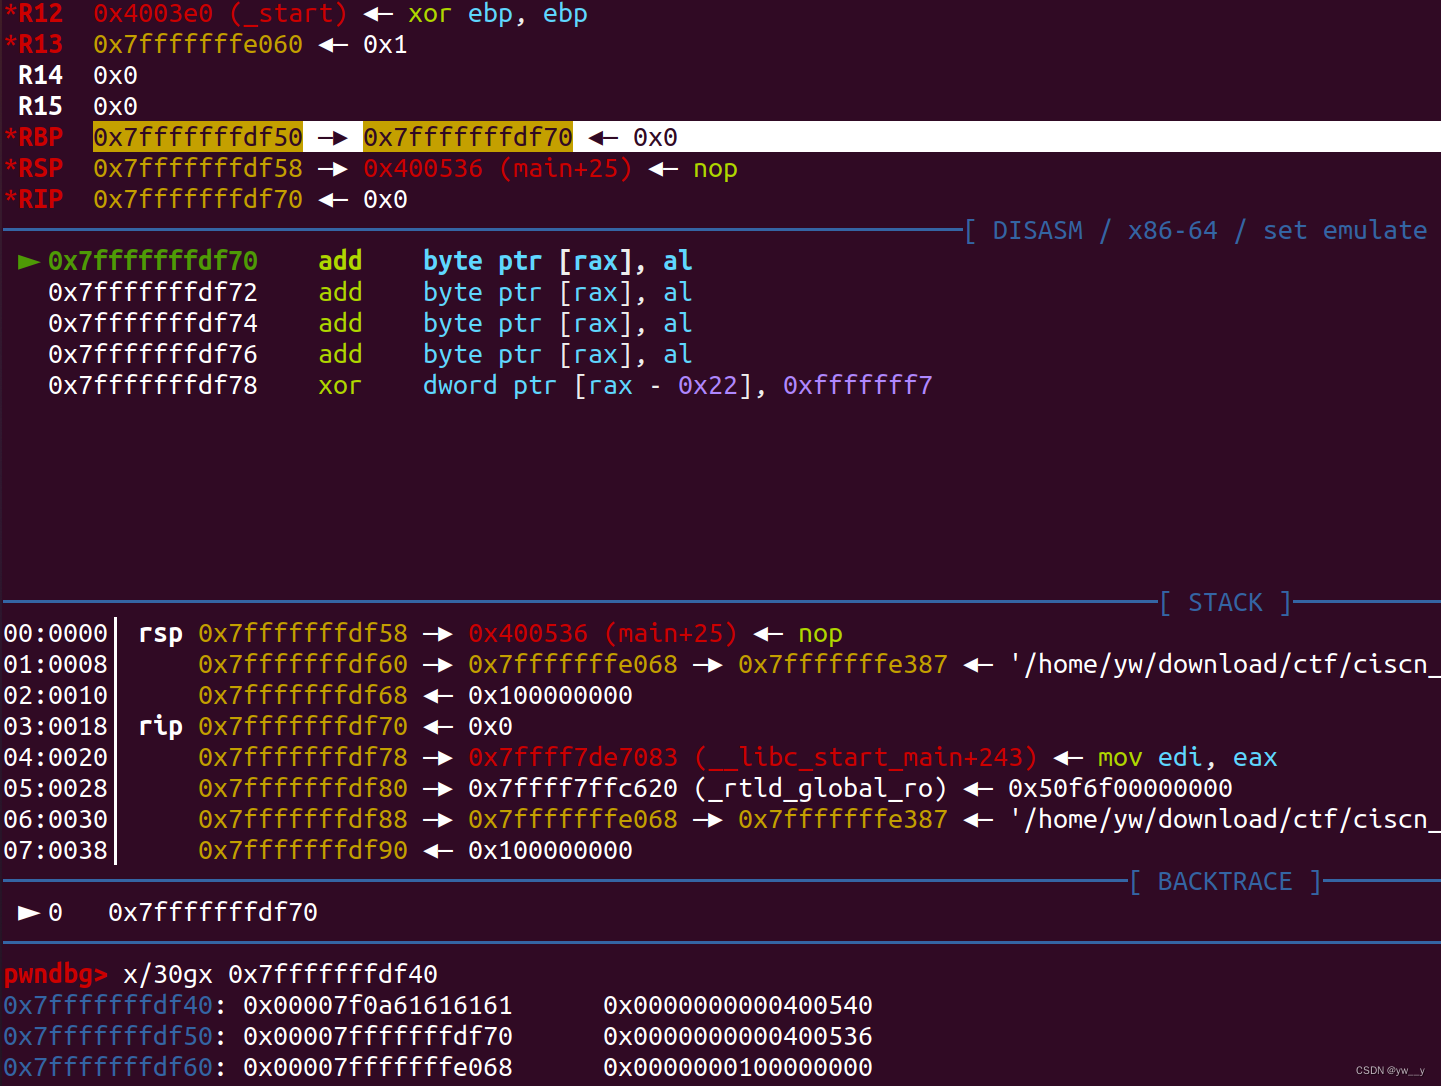 *R12  0x4003e0 (_start) ◂— xor ebp, ebp
*R13  0x7fffffffe060 ◂— 0x1
 R14  0x0
 R15  0x0
*RBP  0x7fffffffdf50 —▸ 0x7fffffffdf70 ◂— 0x0
*RSP  0x7fffffffdf58 —▸ 0x400536 (main+25) ◂— nop
*RIP  0x7fffffffdf70 ◂— 0x0
[ DISASM / x86-64 / set emulate
 ► 0x7fffffffdf70    add    byte ptr [rax], al
   0x7fffffffdf72    add    byte ptr [rax], al
   0x7fffffffdf74    add    byte ptr [rax], al
   0x7fffffffdf76    add    byte ptr [rax], al
   0x7fffffffdf78    xor    dword ptr [rax - 0x22], 0xfffffff7
[ STACK ]
00:0000│ rsp 0x7fffffffdf58 —▸ 0x400536 (main+25) ◂— nop
01:0008│     0x7fffffffdf60 —▸ 0x7fffffffe068 —▸ 0x7fffffffe387 ◂— '/home/yw/download/ctf/ciscn_
02:0010│     0x7fffffffdf68 ◂— 0x100000000
03:0018│ rip 0x7fffffffdf70 ◂— 0x0
04:0020│     0x7fffffffdf78 —▸ 0x7ffff7de7083 (__libc_start_main+243) ◂— mov edi, eax
05:0028│     0x7fffffffdf80 —▸ 0x7ffff7ffc620 (_rtld_global_ro) ◂— 0x50f6f00000000
06:0030│     0x7fffffffdf88 —▸ 0x7fffffffe068 —▸ 0x7fffffffe387 ◂— '/home/yw/download/ctf/ciscn_
07:0038│     0x7fffffffdf90 ◂— 0x100000000
[ BACKTRACE ]
 ► 0   0x7fffffffdf70
pwndbg> x/30gx 0x7fffffffdf40
0x7fffffffdf40: 0x00007f0a61616161      0x0000000000400540
0x7fffffffdf50: 0x00007fffffffdf70      0x0000000000400536
0x7fffffffdf60: 0x00007fffffffe068      0x0000000100000000
CSDN @yw__y